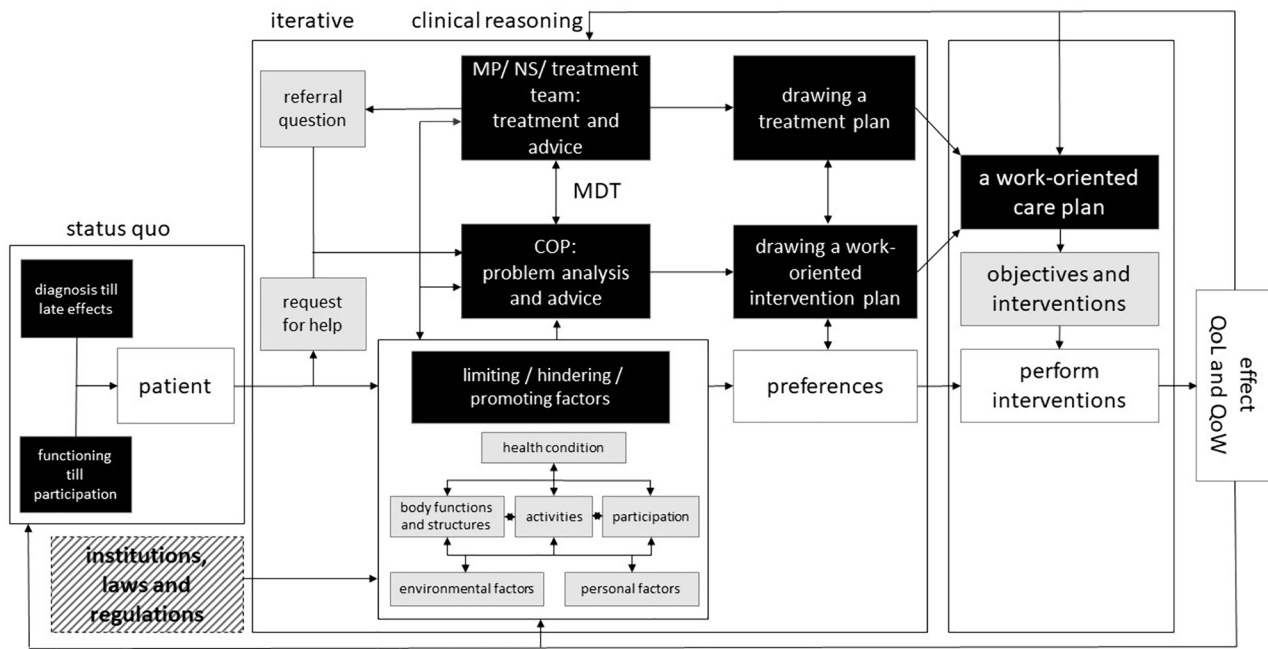 iterative
clinical reasoning
status quo
diagnosis till
late effects
patient
functioning
till
participation
institutions,
laws and
regulations
referral
question
request
for help
MP/ NS/ treatment
team:
treatment and
advice
MDT
COP:
problem analysis
and advice
limiting / hindering /
promoting factors
health condition
body functions
and structures
activities
participation
environmental factors
personal factors
drawing a
treatment plan
drawing a work-
oriented
intervention plan
preferences
a work-oriented
care plan
objectives and
interventions
perform
interventions
effect
QoL and QoW